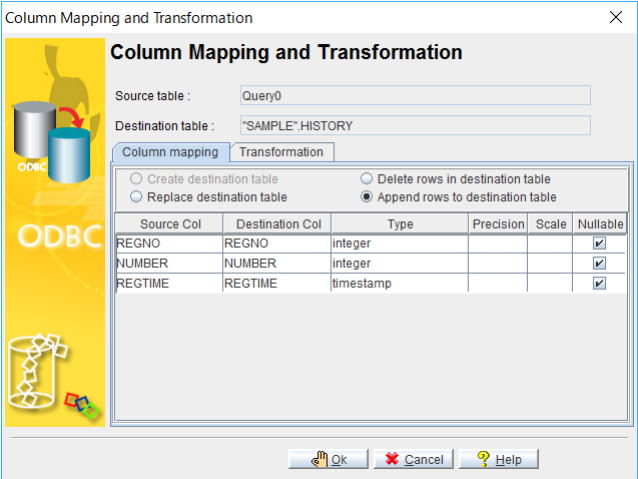 Column Mapping and Transformation
Column Mapping and Transformation
Source table : Query0
Destination table : "SAMPLE".HISTORY
Column mapping Transformation
Create destination table Delete rows in destination table
Replace destination table Append rows to destination table
Source Col Destination Col Type Precision Scale Nullable
REGNO REGNO integer
NUMBER NUMBER integer
REGTIME REGTIME timestamp
ODBC
ODBC
ODBC
Ok Cancel Help